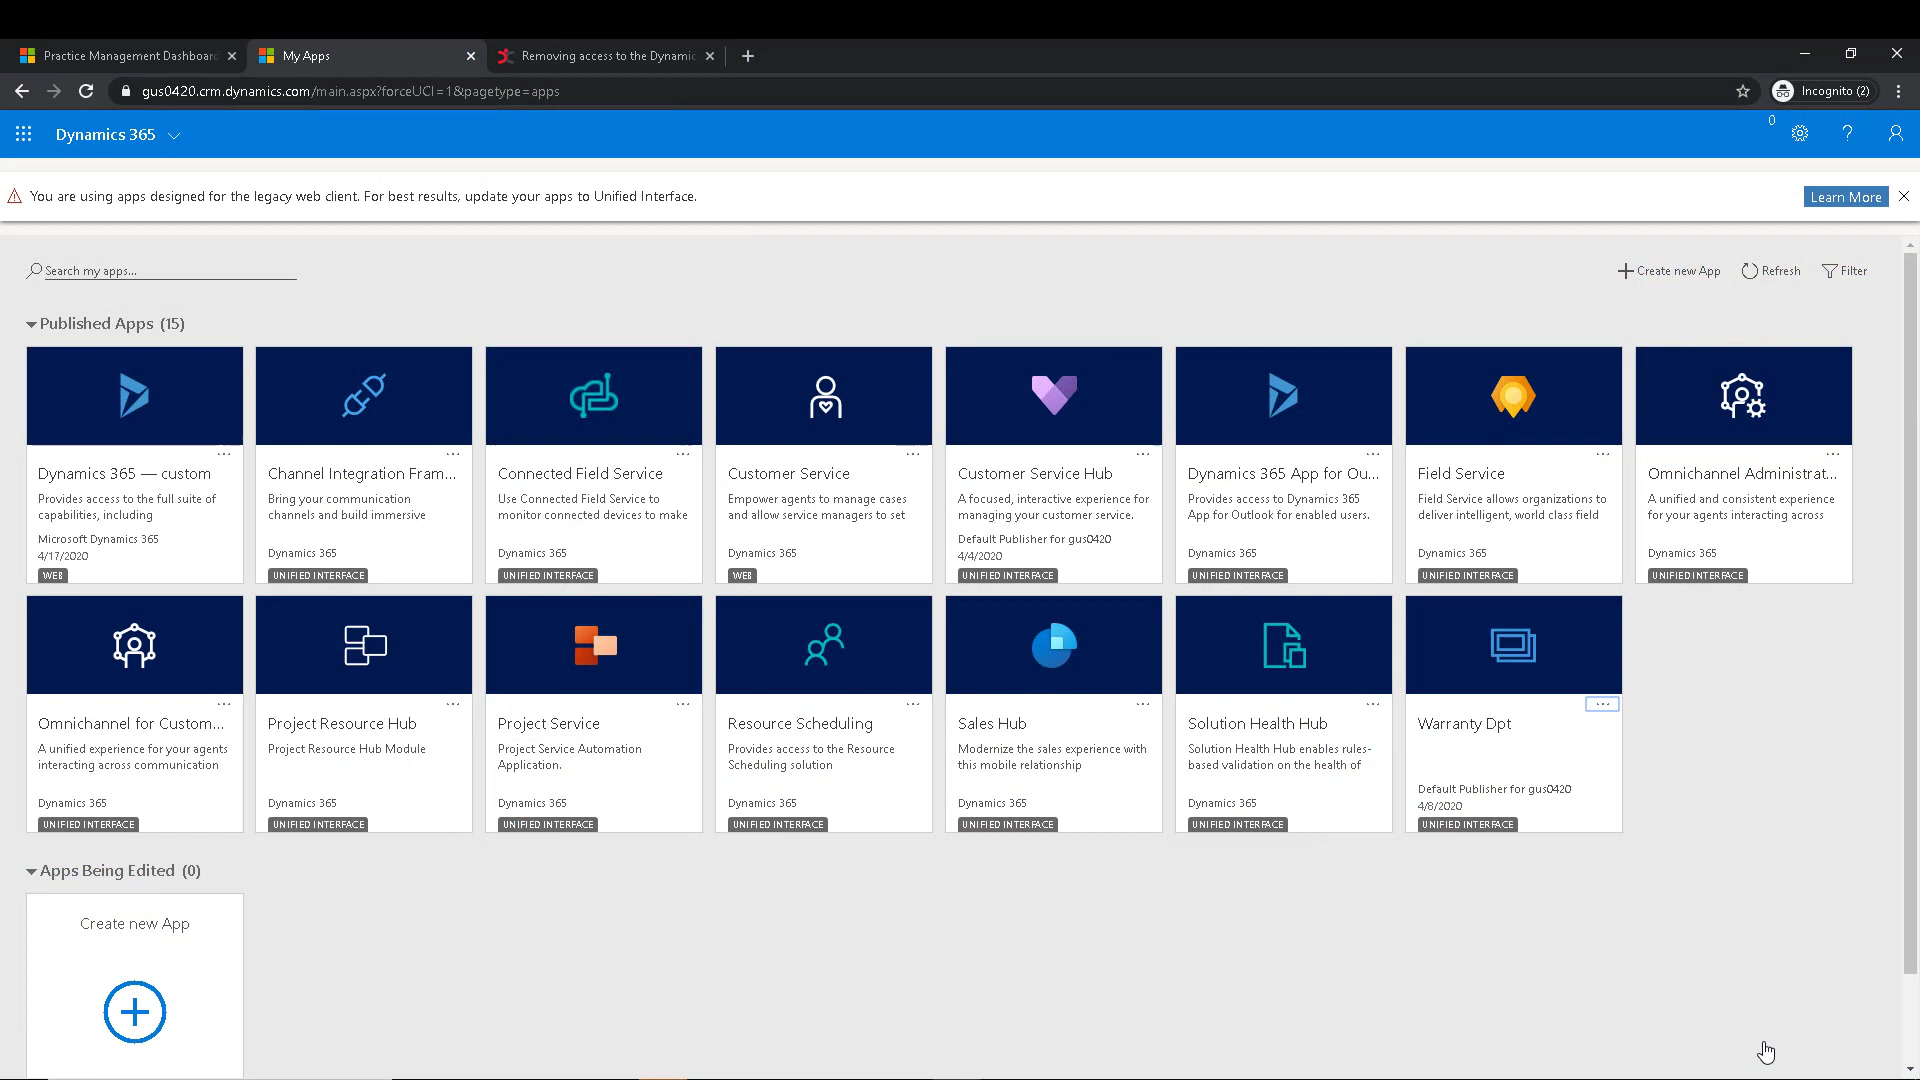 Practice Management Dashboard
My Apps
Removing access to the Dynamic
gus0420.crm.dynamics.com/main.aspx?forceUCI=1&pagetype=apps
Incognito (2)
Dynamics 365
0
?
You are using apps designed for the legacy web client. For best results, update your apps to Unified Interface.
Learn More
Search my apps...
Create new App
Refresh
Filter
Published Apps (15)
Dynamics 365 — custom
Provides access to the full suite of
capabilities, including
Microsoft Dynamics 365
4/17/2020
WEB
Channel Integration Fram...
Bring your communication
channels and build immersive
Dynamics 365
UNIFIED INTERFACE
Connected Field Service
Use Connected Field Service to
monitor connected devices to make
Dynamics 365
UNIFIED INTERFACE
Customer Service
Empower agents to manage cases
and allow service managers to set
Dynamics 365
WEB
Customer Service Hub
A focused, interactive experience for
managing your customer service.
Default Publisher for gus0420
4/4/2020
UNIFIED INTERFACE
Dynamics 365 App for Ou...
Provides access to Dynamics 365
App for Outlook for enabled users.
Dynamics 365
UNIFIED INTERFACE
Field Service
Field Service allows organizations to
deliver intelligent, world class field
Dynamics 365
UNIFIED INTERFACE
Omnichannel Administrat...
A unified and consistent experience
for your agents interacting across
Dynamics 365
UNIFIED INTERFACE
Omnichannel for Custom...
A unified experience for your agents
interacting across communication
Dynamics 365
UNIFIED INTERFACE
Project Resource Hub
Project Resource Hub Module
Dynamics 365
UNIFIED INTERFACE
Project Service
Project Service Automation
Application.
Dynamics 365
UNIFIED INTERFACE
Resource Scheduling
Provides access to the Resource
Scheduling solution
Dynamics 365
UNIFIED INTERFACE
Sales Hub
Modernize the sales experience with
this mobile relationship
Dynamics 365
UNIFIED INTERFACE
Solution Health Hub
Solution Health Hub enables rules-
based validation on the health of
Dynamics 365
UNIFIED INTERFACE
Warranty Dpt
Default Publisher for gus0420
4/8/2020
UNIFIED INTERFACE
Apps Being Edited (0)
Create new App